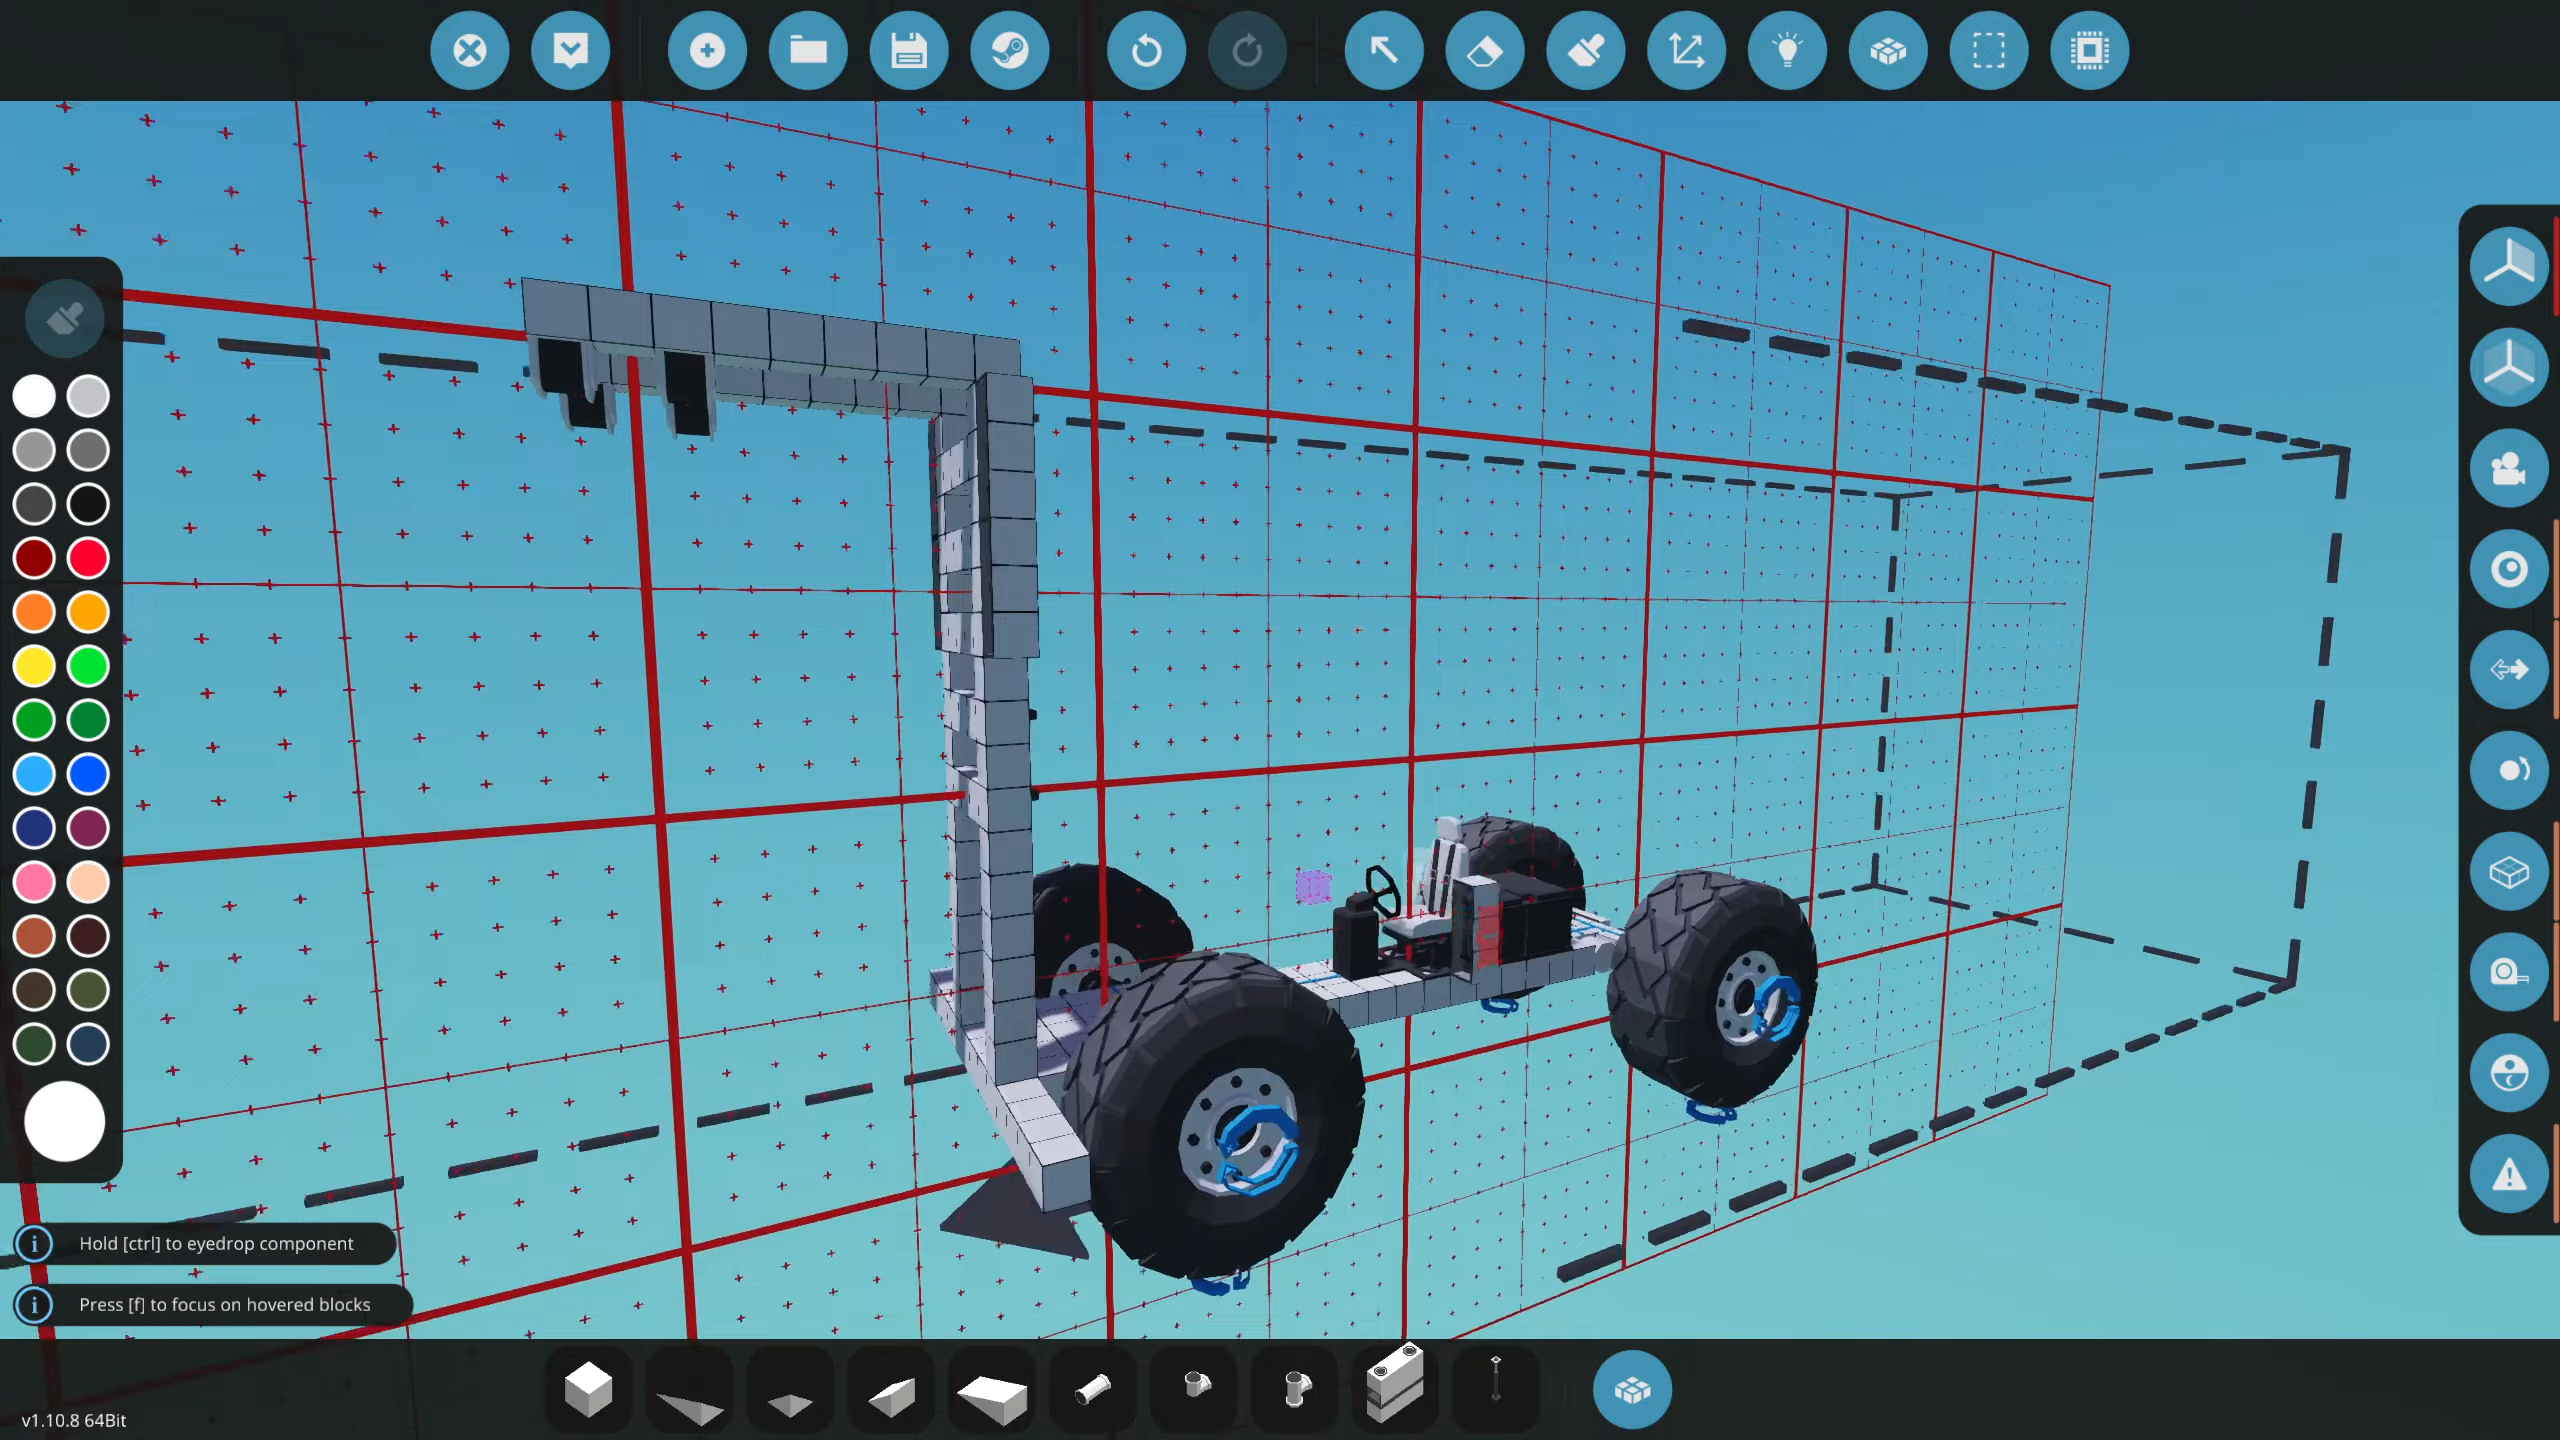 Hold [ctrl] to eyedrop component
Press [f] to focus on hovered blocks
v1.10.8 64Bit